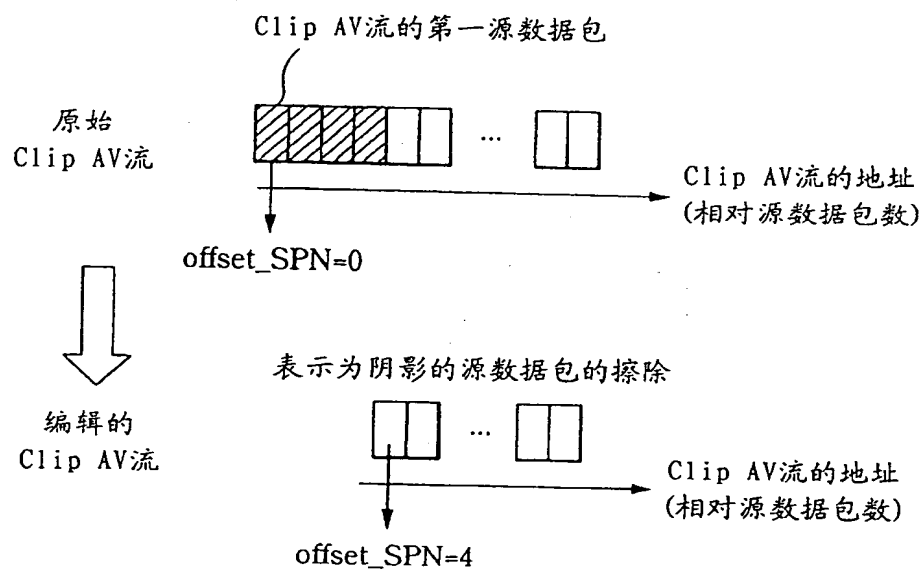 Clip AV流的第一源数据包
原始
Clip AV流
...
Clip AV流的地址
(相对源数据包数)
offset_SPN=0
表示为阴影的源数据包的擦除
编辑的
Clip AV流
...
Clip AV流的地址
(相对源数据包数)
offset_SPN=4